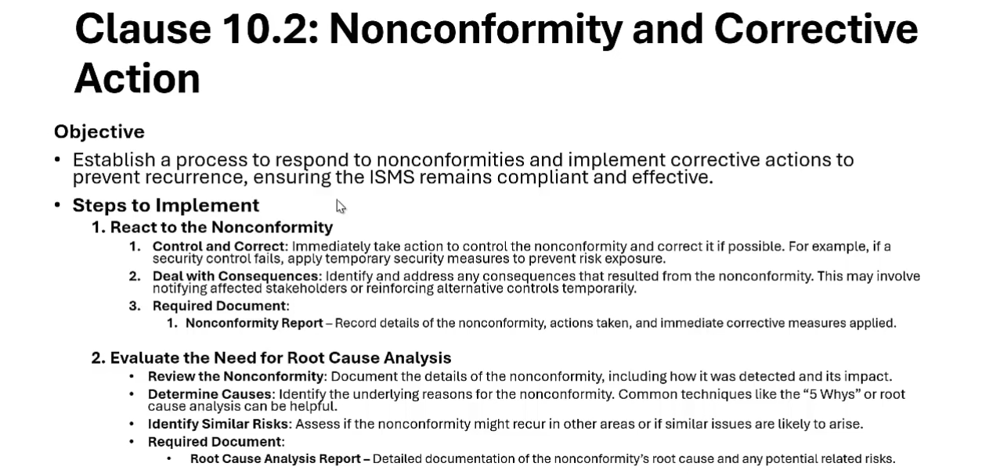 Clause 10.2: Nonconformity and Corrective
Action
Objective
• Establish a process to respond to nonconformities and implement corrective actions to
prevent recurrence, ensuring the ISMS remains compliant and effective.
• Steps to Implement
1. React to the Nonconformity
1. Control and Correct: Immediately take action to control the nonconformity and correct it if possible. For example, if a
security control fails, apply temporary security measures to prevent risk exposure.
2. Deal with Consequences: Identify and address any consequences that resulted from the nonconformity. This may involve
notifying affected stakeholders or reinforcing alternative controls temporarily.
3. Required Document:
1. Nonconformity Report – Record details of the nonconformity, actions taken, and immediate corrective measures applied.
2. Evaluate the Need for Root Cause Analysis
• Review the Nonconformity: Document the details of the nonconformity, including how it was detected and its impact.
• Determine Causes: Identify the underlying reasons for the nonconformity. Common techniques like the “5 Whys” or root
cause analysis can be helpful.
• Identify Similar Risks: Assess if the nonconformity might recur in other areas or if similar issues are likely to arise.
• Required Document:
• Root Cause Analysis Report – Detailed documentation of the nonconformity’s root cause and any potential related risks.